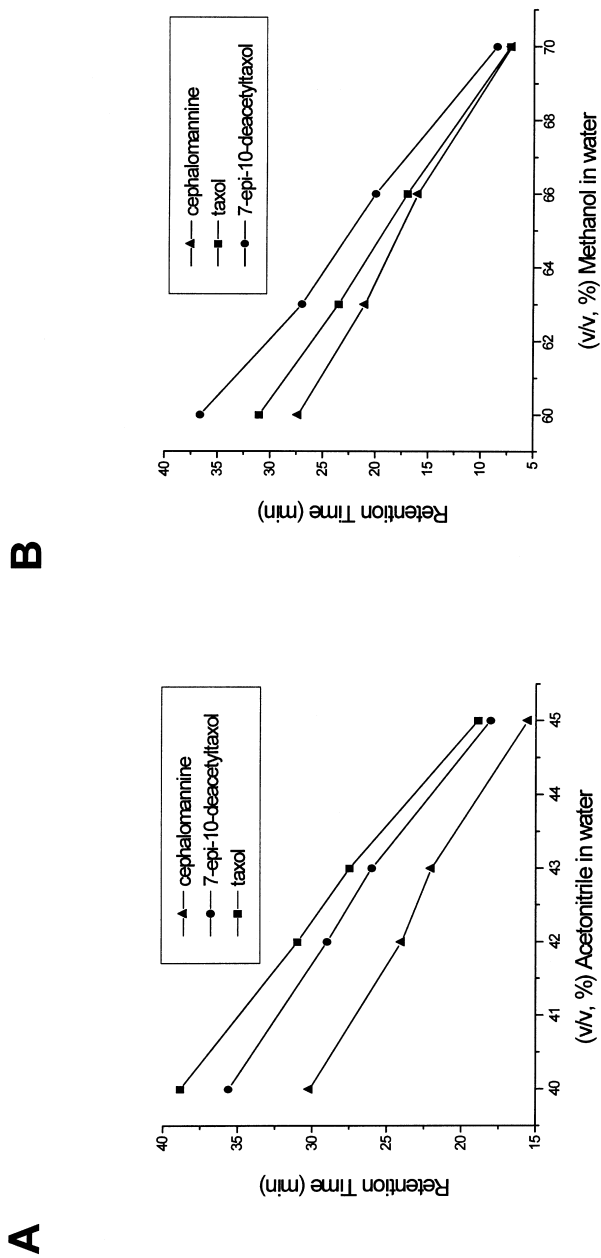 A
Retention Time (min)
40
35
30
25
20
15
cephalomannine
7-epi-10-deacetyltaxol
taxol
40
41
42
43
44
45
(v/v, %) Acetonitrile in water
B
Retention Time (min)
40
35
30
25
20
15
10
5
cephalomannine
taxol
7-epi-10-deacetyltaxol
60
62
64
66
68
70
(v/v, %) Methanol in water